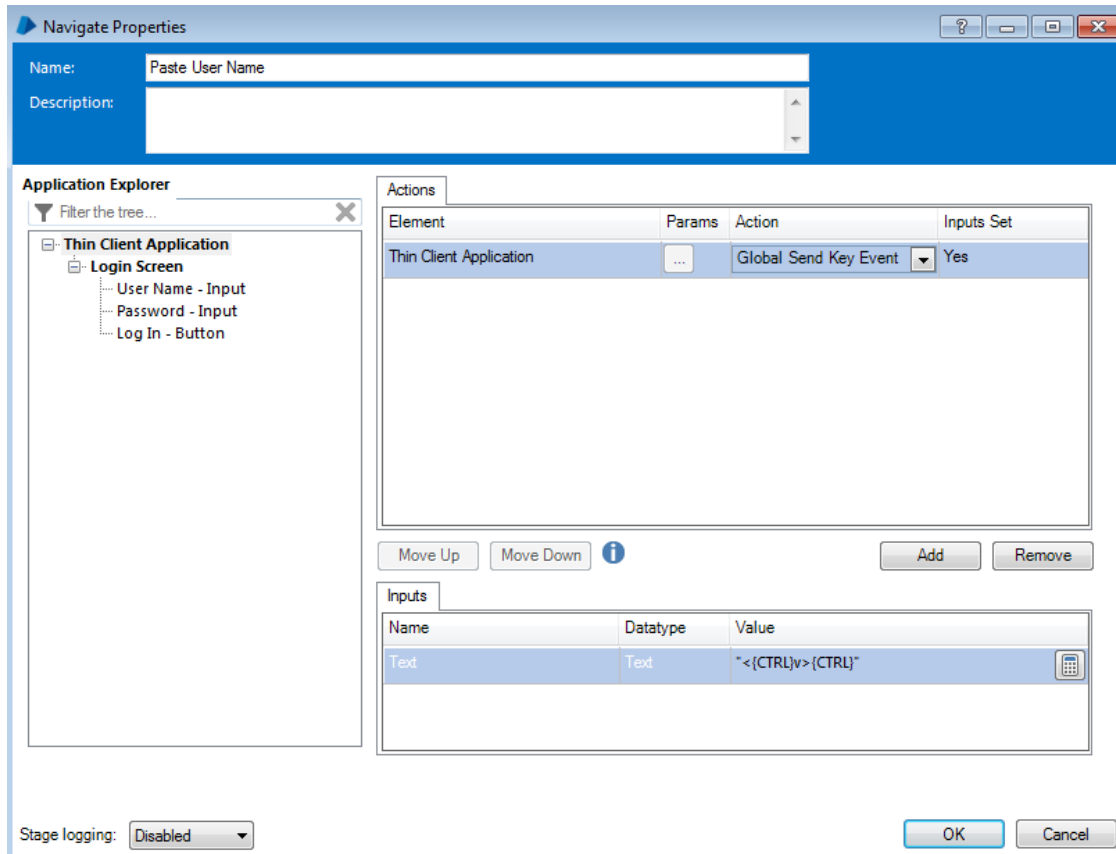 Navigate Properties
?
Name: Paste User Name
Description:
Application Explorer
Filter the tree...
Thin Client Application
Login Screen
User Name - Input
Password - Input
Log In - Button
Actions
Element Params Action Inputs Set
Thin Client Application ... Global Send Key Event Yes
Move Up Move Down i Add Remove
Inputs
Name Datatype Value
Text Text "<{CTRL}v>{CTRL}"
Stage logging: Disabled OK Cancel